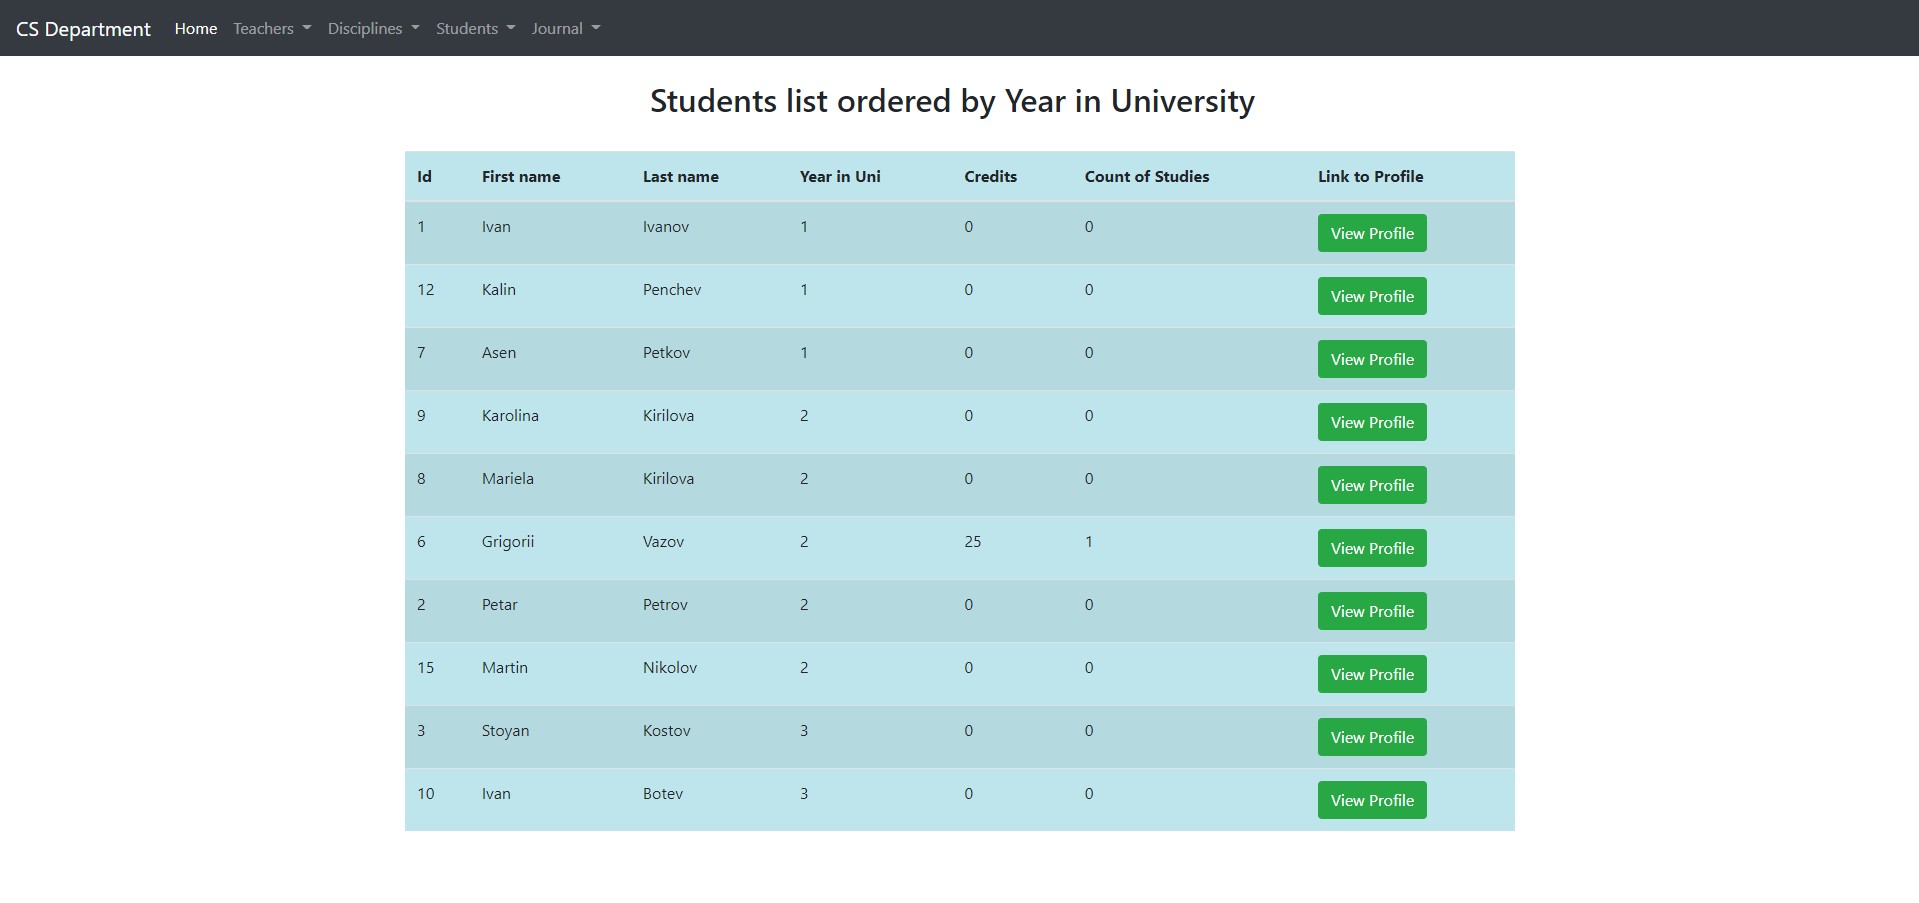 CS Department Home Teachers Disciplines Students Journal
Students list ordered by Year in University
Id First name Last name Year in Uni Credits Count of Studies Link to Profile
1 Ivan Ivanov 1 0 0 View Profile
12 Kalin Penchev 1 0 0 View Profile
7 Asen Petkov 1 0 0 View Profile
9 Karolina Kirilova 2 0 0 View Profile
8 Mariela Kirilova 2 0 0 View Profile
6 Grigorii Vazov 2 25 1 View Profile
2 Petar Petrov 2 0 0 View Profile
15 Martin Nikolov 2 0 0 View Profile
3 Stoyan Kostov 3 0 0 View Profile
10 Ivan Botev 3 0 0 View Profile